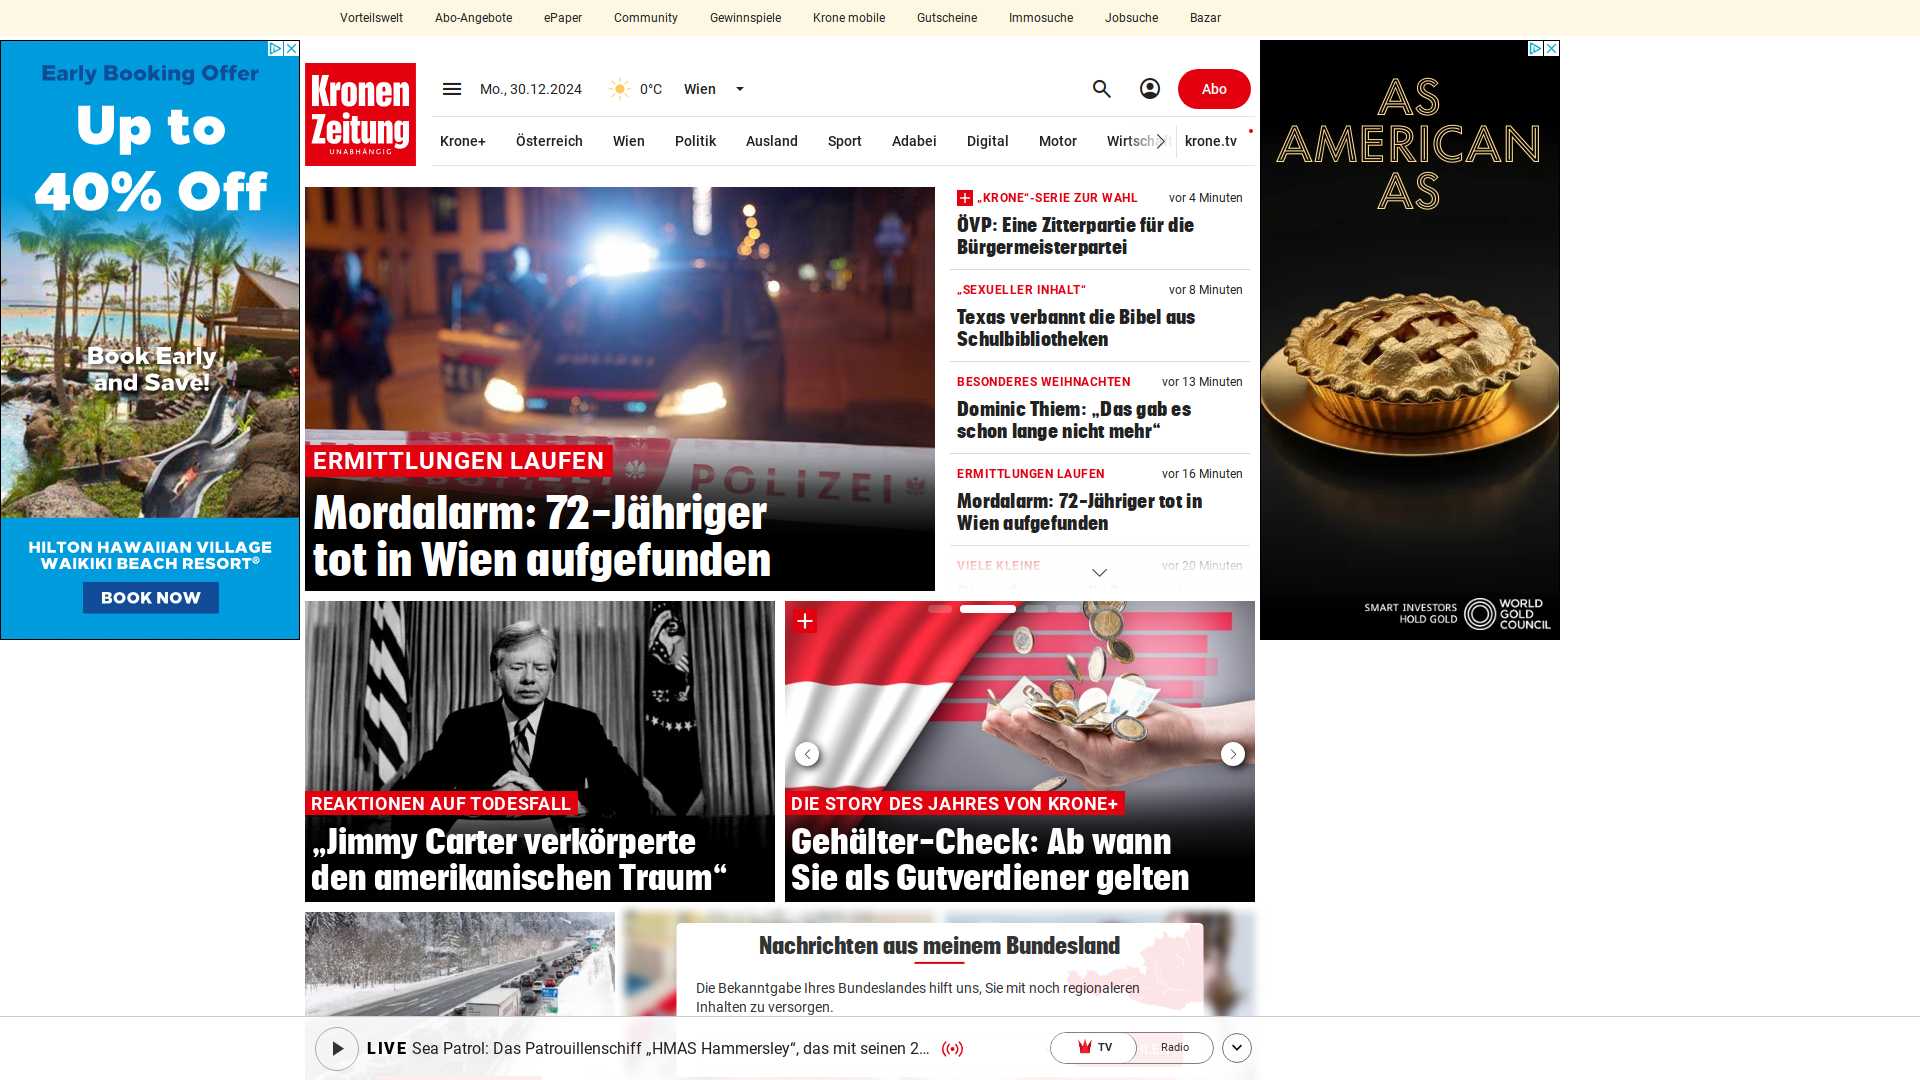 Vorteilswelt
Abo-Angebote
ePaper
Community
Gewinnspiele
Krone mobile
Gutscheine
Immosuche
Jobsuche
Bazar
Early Booking Offer
Up to
40% Off
Book Early
and Save!
HILTON HAWAIIAN VILLAGE
WAIKIKI BEACH RESORT®
BOOK NOW
Kronen
Zeitung
UNABHÄNGIG
Mo., 30.12.2024
0°C
Wien
Abo
Krone+
Österreich
Wien
Politik
Ausland
Sport
Adabei
Digital
Motor
Wirtschaft
krone.tv
POLIZEI
ERMITTLUNGEN LAUFEN
Mordalarm: 72-Jähriger
tot in Wien aufgefunden
„KRONE“-SERIE ZUR WAHL
vor 4 Minuten
ÖVP: Eine Zitterpartie für die
Bürgermeisterpartei
„SEXUELLER INHALT“
vor 8 Minuten
Texas verbannt die Bibel aus
Schulbibliotheken
BESONDERES WEIHNACHTEN
vor 13 Minuten
Dominic Thiem: „Das gab es
schon lange nicht mehr“
ERMITTLUNGEN LAUFEN
vor 16 Minuten
Mordalarm: 72-Jähriger tot in
Wien aufgefunden
VIELE KLEINE
vor 20 Minuten
REAKTIONEN AUF TODESFALL
„Jimmy Carter verkörperte
den amerikanischen Traum“
DIE STORY DES JAHRES VON KRONE+
Gehälter-Check: Ab wann
Sie als Gutverdiener gelten
AS
AMERICAN
AS
SMART INVESTORS
HOLD GOLD
WORLD
GOLD
COUNCIL
Nachrichten aus meinem Bundesland
Die Bekanntgabe Ihres Bundeslandes hilft uns, Sie mit noch regionaleren
Inhalten zu versorgen.
LIVE Sea Patrol: Das Patrouillenschiff „HMAS Hammersley“, das mit seinen 2...
TV
Radio